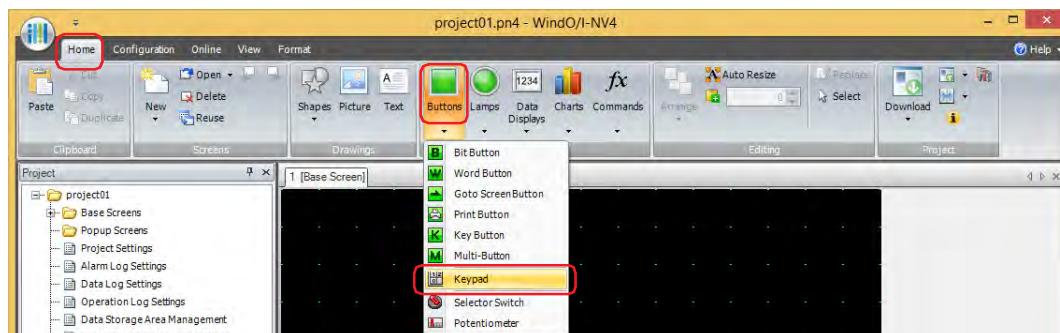 project01.pn4 - WindO/I-NV4
Home Configuration Online View Format Help
Cut
Copy
Duplicate
Paste
Clipboard
New
Open
Delete
Reuse
Screens
Shapes Picture Text
Drawings
Buttons Lamps Data Displays Charts Commands
1234
fx
Arrange
Auto Resize
0
Replace
Select
Editing
Download
Project
Project
1 [Base Screen]
project01
Base Screens
Popup Screens
Project Settings
Alarm Log Settings
Data Log Settings
Operation Log Settings
Data Storage Area Management
B Bit Button
W Word Button
Goto Screen Button
Print Button
K Key Button
M Multi-Button
Keypad
Selector Switch
Potentiometer